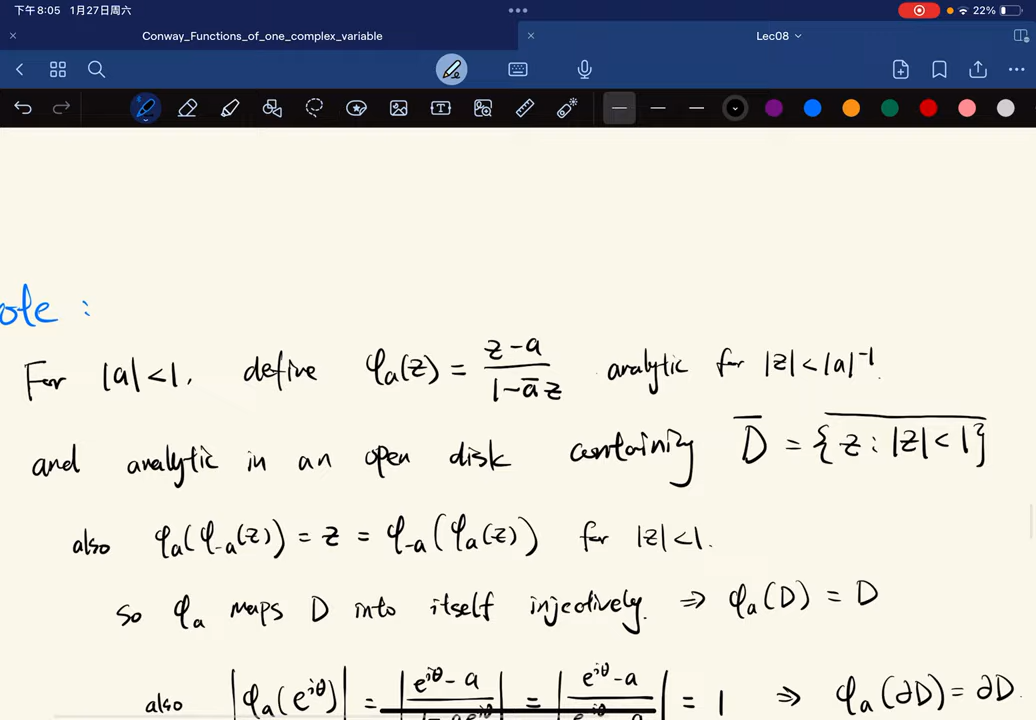 下午8:05 1月27日周六
22%
Conway_Functions_of_one_complex_variable
Lec08
ote :
For |a|<1, define φₐ(z) = (z-a)/(1-āz) analytic for |z|<|a|⁻¹.
and analytic in an open disk containing D̅ = \overline{{z : |z|<1}}
also φₐ(φ₋ₐ(z)) = z = φ₋ₐ(φₐ(z)) for |z|<1.
so φₐ maps D into itself injectively. ⇒ φₐ(D) = D
also |φₐ(e^{iθ})| = |e^{iθ}-a / | = |e^{iθ}-a / | = 1 ⇒ φₐ(∂D) = ∂D.